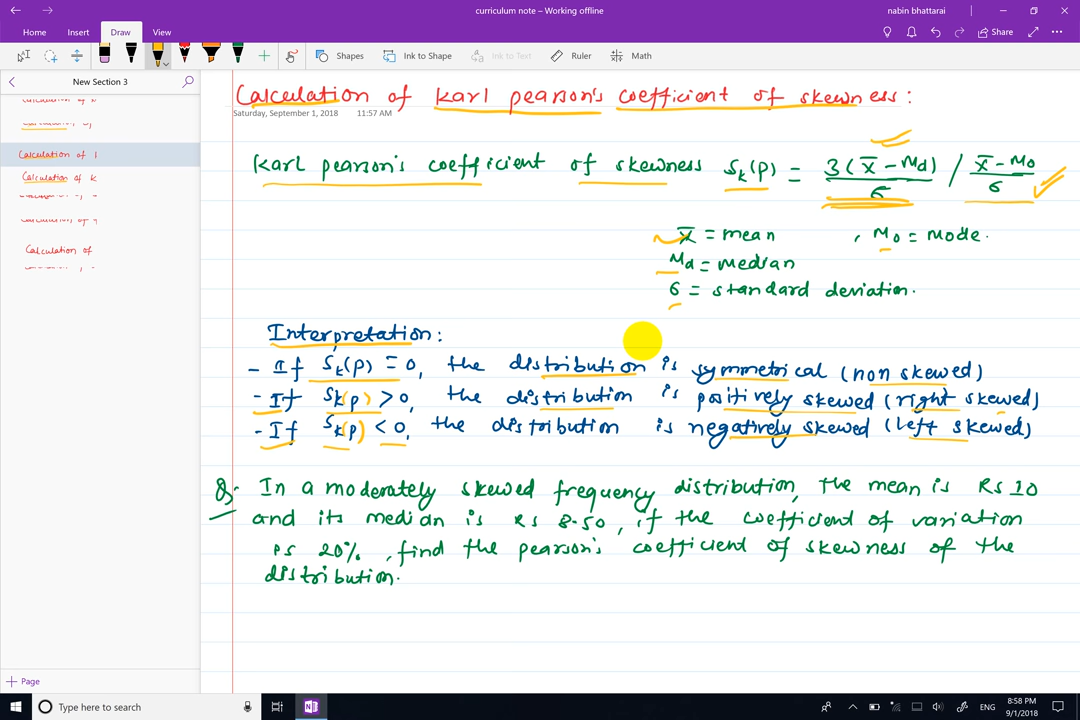 curriculum note – Working offline
nabin bhattarai
Home Insert Draw View
Share
Shapes Ink to Shape Ink to Text Ruler Math
New Section 3
Calculation of Karl pearson's coefficient of skewness:
Saturday, September 1, 2018 11:57 AM
Calculation of
Calculation of k
Calculation of
Karl pearson's coefficient of skewness Sk(p) = 3(x̄ - Md)/6 / x̄ - Mo/6
x̄ = mean , Mo = mode.
Md = median
6 = standard deviation.
Interpretation:
- If Sk(p) = 0, the distribution is symmetrical (non skewed)
- If Sk(p) > 0, the distribution is positively skewed (right skewed)
- If Sk(p) < 0, the distribution is negatively skewed (left skewed)
Q. In a moderately skewed frequency distribution, the mean is Rs 10
and its median is Rs 8.50, if the coefficient of variation
is 20%, find the pearson's coefficient of skewness of the
distribution.
+ Page
Type here to search
ENG
8:58 PM
9/1/2018